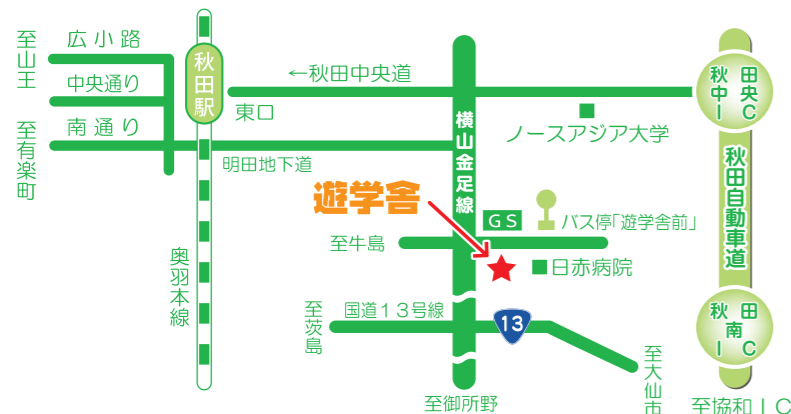 至山王
広小路
中央通り
至有楽町
南通り
秋田駅
東口
←秋田中央道
明田地下道
奥羽本線
横山金足線
ノースアジア大学
秋田中央IC
秋田自動車道
遊学舎
GS
バス停「遊学舎前」
至牛島
日赤病院
至茨島
国道13号線
13
秋田南IC
至大仙市
至御所野
至協和IC